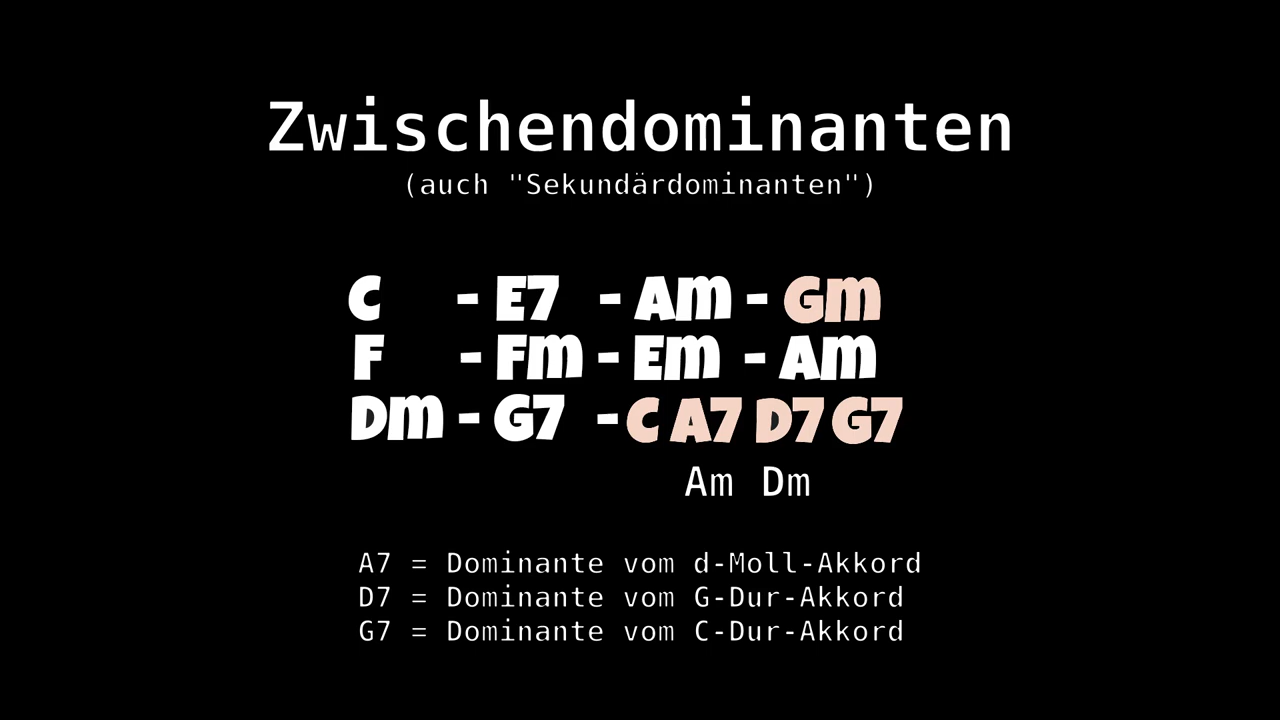 Zwischendominanten
(auch "Sekundärdominanten")
C - E7 - Am - Gm
F - Fm - Em - Am
Dm - G7 - C A7 D7 G7
Am Dm
A7 = Dominante vom d-Moll-Akkord
D7 = Dominante vom G-Dur-Akkord
G7 = Dominante vom C-Dur-Akkord